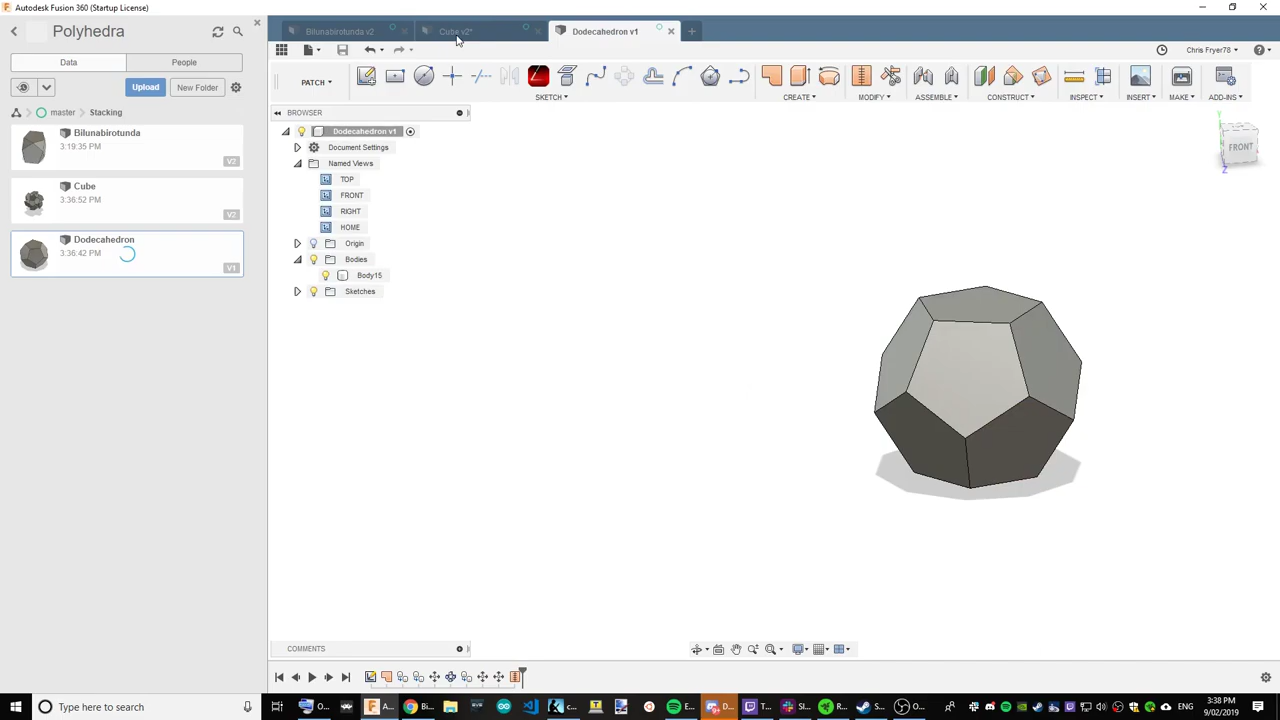 Autodesk Fusion 360 (Startup License)
Polyhedra
Data
People
Upload
New Folder
master
Stacking
Bilunabirotunda
3:19:35 PM
V2
Cube
3:36:52 PM
V2
Dodecahedron
3:36:42 PM
V1
Bilunabirotunda v2
Cube v2*
Dodecahedron v1
Chris Fryer78
PATCH
SKETCH
CREATE
MODIFY
ASSEMBLE
CONSTRUCT
INSPECT
INSERT
MAKE
ADD-INS
BROWSER
Dodecahedron v1
Document Settings
Named Views
TOP
FRONT
RIGHT
HOME
Origin
Bodies
Body15
Sketches
Y
FRONT
Z
COMMENTS
Type here to search
O...
A...
Bi...
C...
E...
D...
T...
Sl...
R...
S...
O...
3:38 PM
9/02/2019